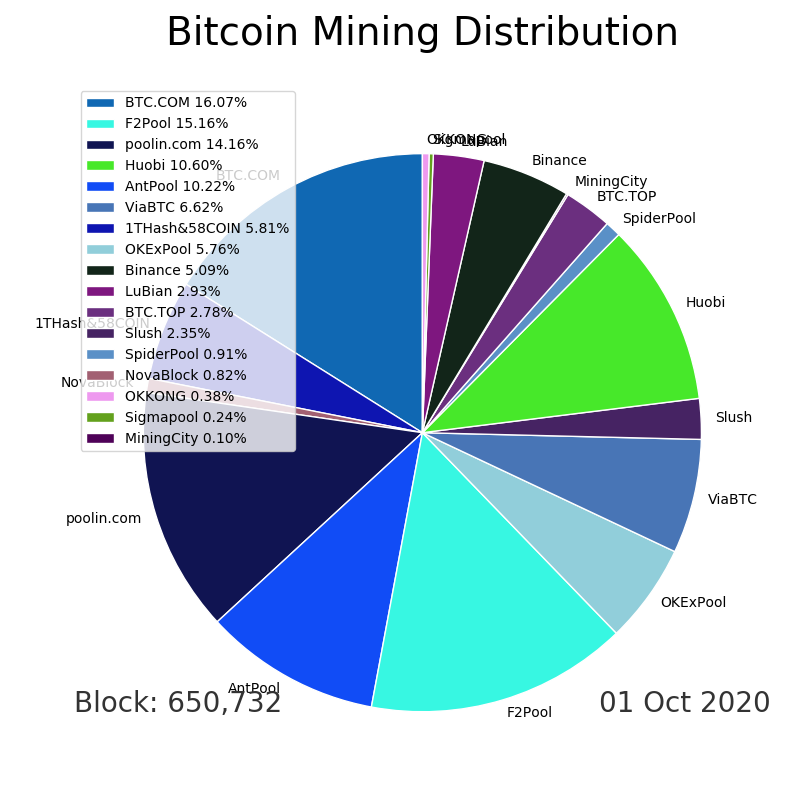 Bitcoin Mining Distribution
BTC.COM 16.07%
F2Pool 15.16%
poolin.com 14.16%
Huobi 10.60%
AntPool 10.22%
ViaBTC 6.62%
1THash&58COIN 5.81%
OKExPool 5.76%
Binance 5.09%
LuBian 2.93%
BTC.TOP 2.78%
Slush 2.35%
SpiderPool 0.91%
NovaBlock 0.82%
OKKONG 0.38%
Sigmapool 0.24%
MiningCity 0.10%
OKKONG
Sigmapool
LuBian
Binance
MiningCity
BTC.TOP
SpiderPool
Huobi
Slush
ViaBTC
OKExPool
F2Pool
AntPool
poolin.com
NovaBlock
1THash&58COIN
BTC.COM
Block: 650,732
01 Oct 2020